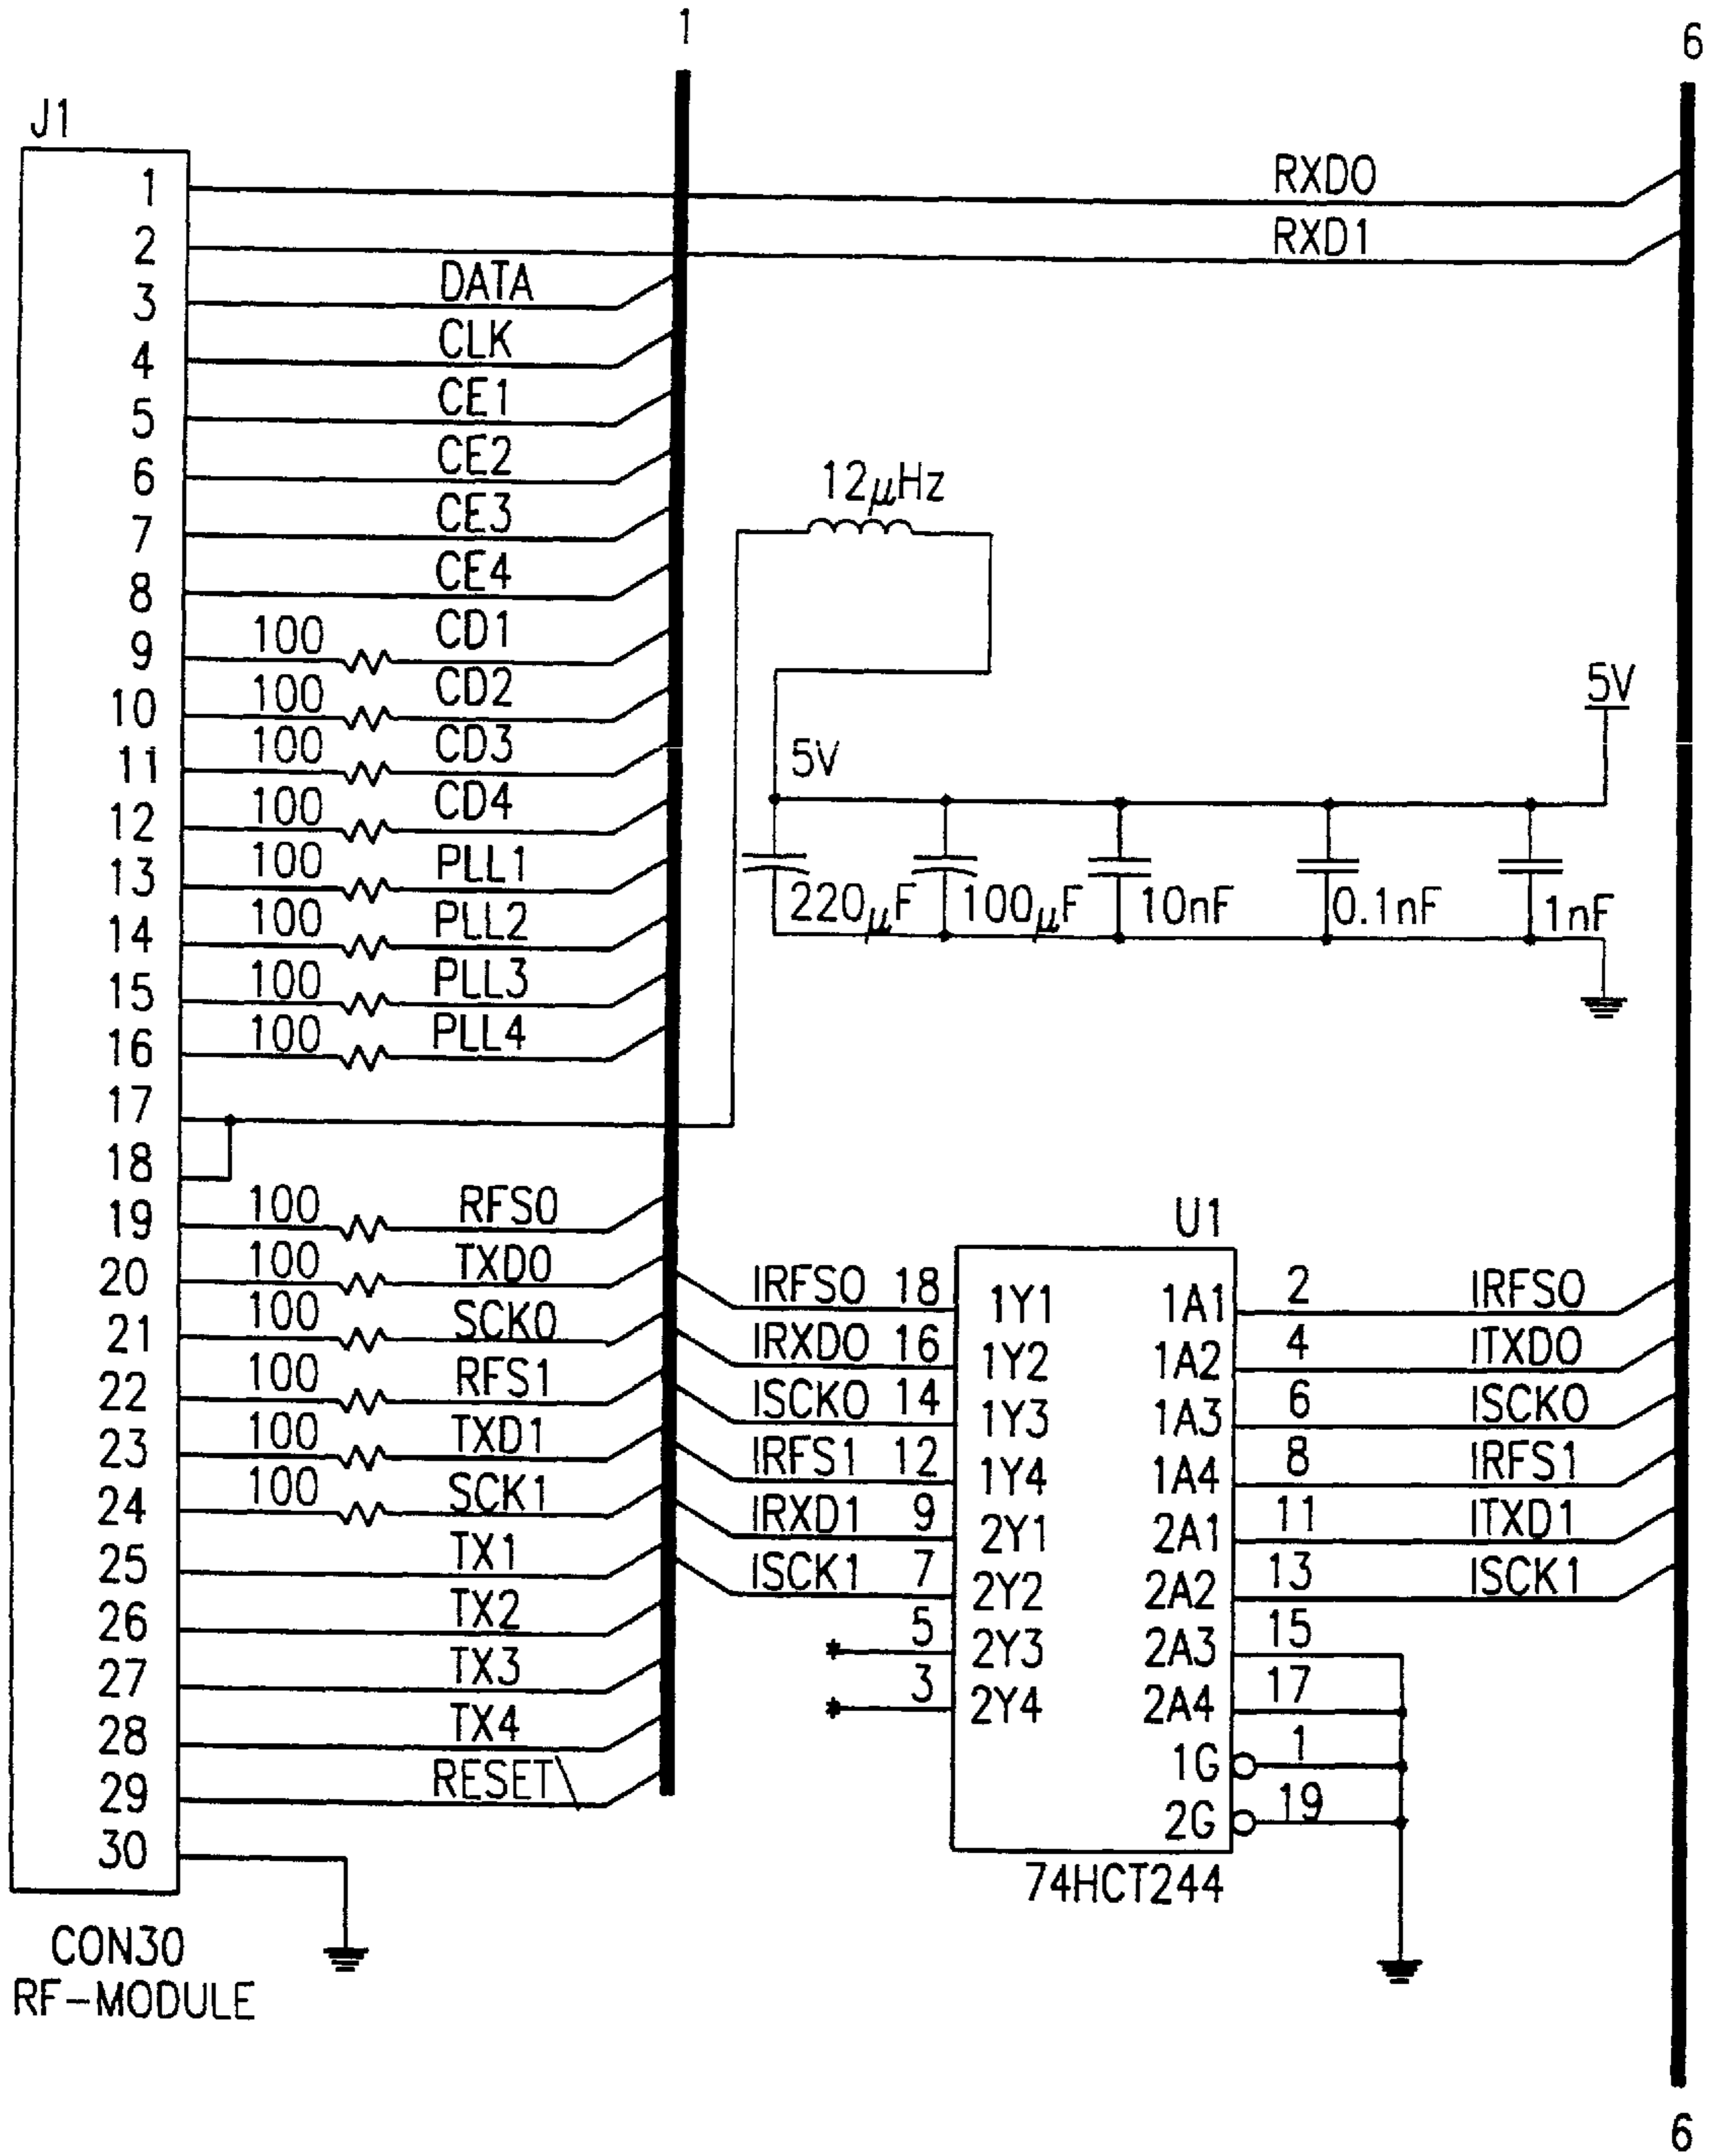 1
6
J1
1 RXD0
2 RXD1
3 DATA
4 CLK
5 CE1
6 CE2
7 CE3
8 CE4
9 100 CD1
10 100 CD2
11 100 CD3
12 100 CD4
13 100 PLL1
14 100 PLL2
15 100 PLL3
16 100 PLL4
17
18
19 100 RFS0
20 100 TXD0
21 100 SCK0
22 100 RFS1
23 100 TXD1
24 100 SCK1
25 TX1
26 TX2
27 TX3
28 TX4
29 RESET\
30
CON30
RF-MODULE
12μHz
5V
5V
220μF 100μF 10nF 0.1nF 1nF
U1
IRFS0 18 1Y1 1A1 2 IRFS0
IRXD0 16 1Y2 1A2 4 ITXD0
ISCK0 14 1Y3 1A3 6 ISCK0
IRFS1 12 1Y4 1A4 8 IRFS1
IRXD1 9 2Y1 2A1 11 ITXD1
ISCK1 7 2Y2 2A2 13 ISCK1
5 2Y3 2A3 15
3 2Y4 2A4 17
1G 1
2G 19
74HCT244
6